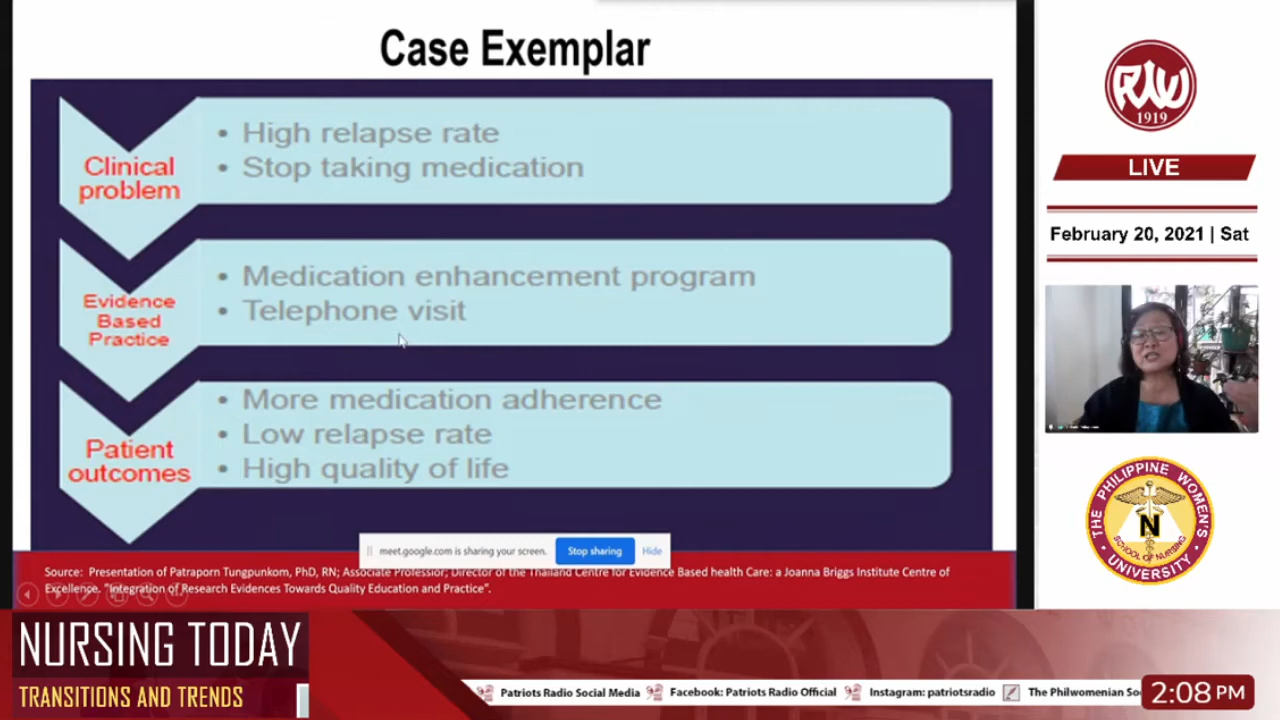 Case Exemplar
Clinical
problem
• High relapse rate
• Stop taking medication
Evidence
Based
Practice
• Medication enhancement program
• Telephone visit
Patient
outcomes
• More medication adherence
• Low relapse rate
• High quality of life
meet.google.com is sharing your screen.
Stop sharing
Hide
Source: Presentation of Patraporn Tungpunkom, PhD, RN; Associate Professor; Director of the Thailand Centre for Evidence Based health Care: a Joanna Briggs Institute Centre of
Excellence. "Integration of Research Evidences Towards Quality Education and Practice".
1919
LIVE
February 20, 2021 | Sat
THE PHILIPPINE WOMEN'S
UNIVERSITY
N
SCHOOL OF NURSING
NURSING TODAY
TRANSITIONS AND TRENDS
Patriots Radio Social Media
Facebook: Patriots Radio Official
Instagram: patriotsradio
The Philwomenian So
2:08 PM